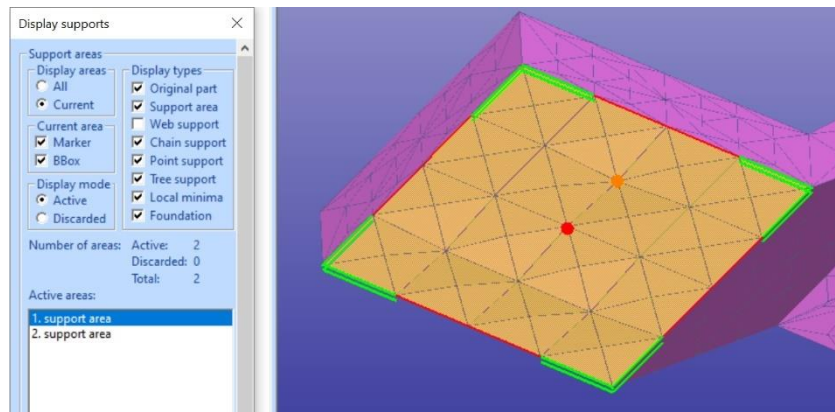 Display supports
Support areas
Display areas
All
Current
Current area
Marker
BBox
Display mode
Active
Discarded
Display types
Original part
Support area
Web support
Chain support
Point support
Tree support
Local minima
Foundation
Number of areas: Active: 2
Discarded: 0
Total: 2
Active areas:
1. support area
2. support area